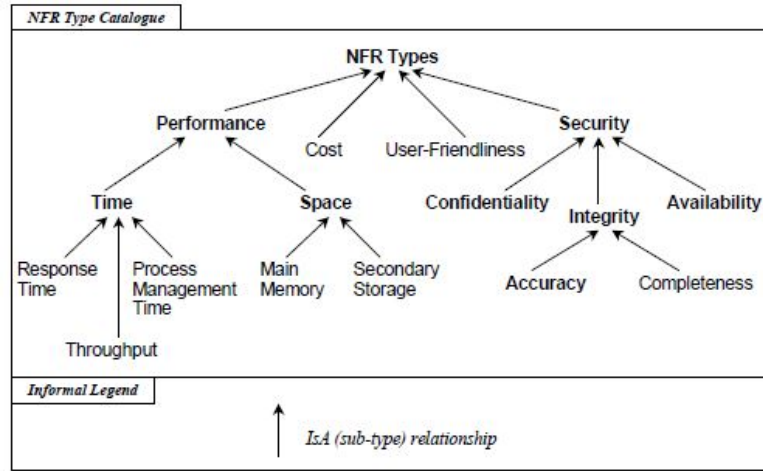 NFR Type Catalogue
NFR Types
Performance
Security
Cost
User-Friendliness
Time
Space
Confidentiality
Integrity
Availability
Response
Time
Process
Management
Time
Main
Memory
Secondary
Storage
Accuracy
Completeness
Throughput
Informal Legend
IsA (sub-type) relationship